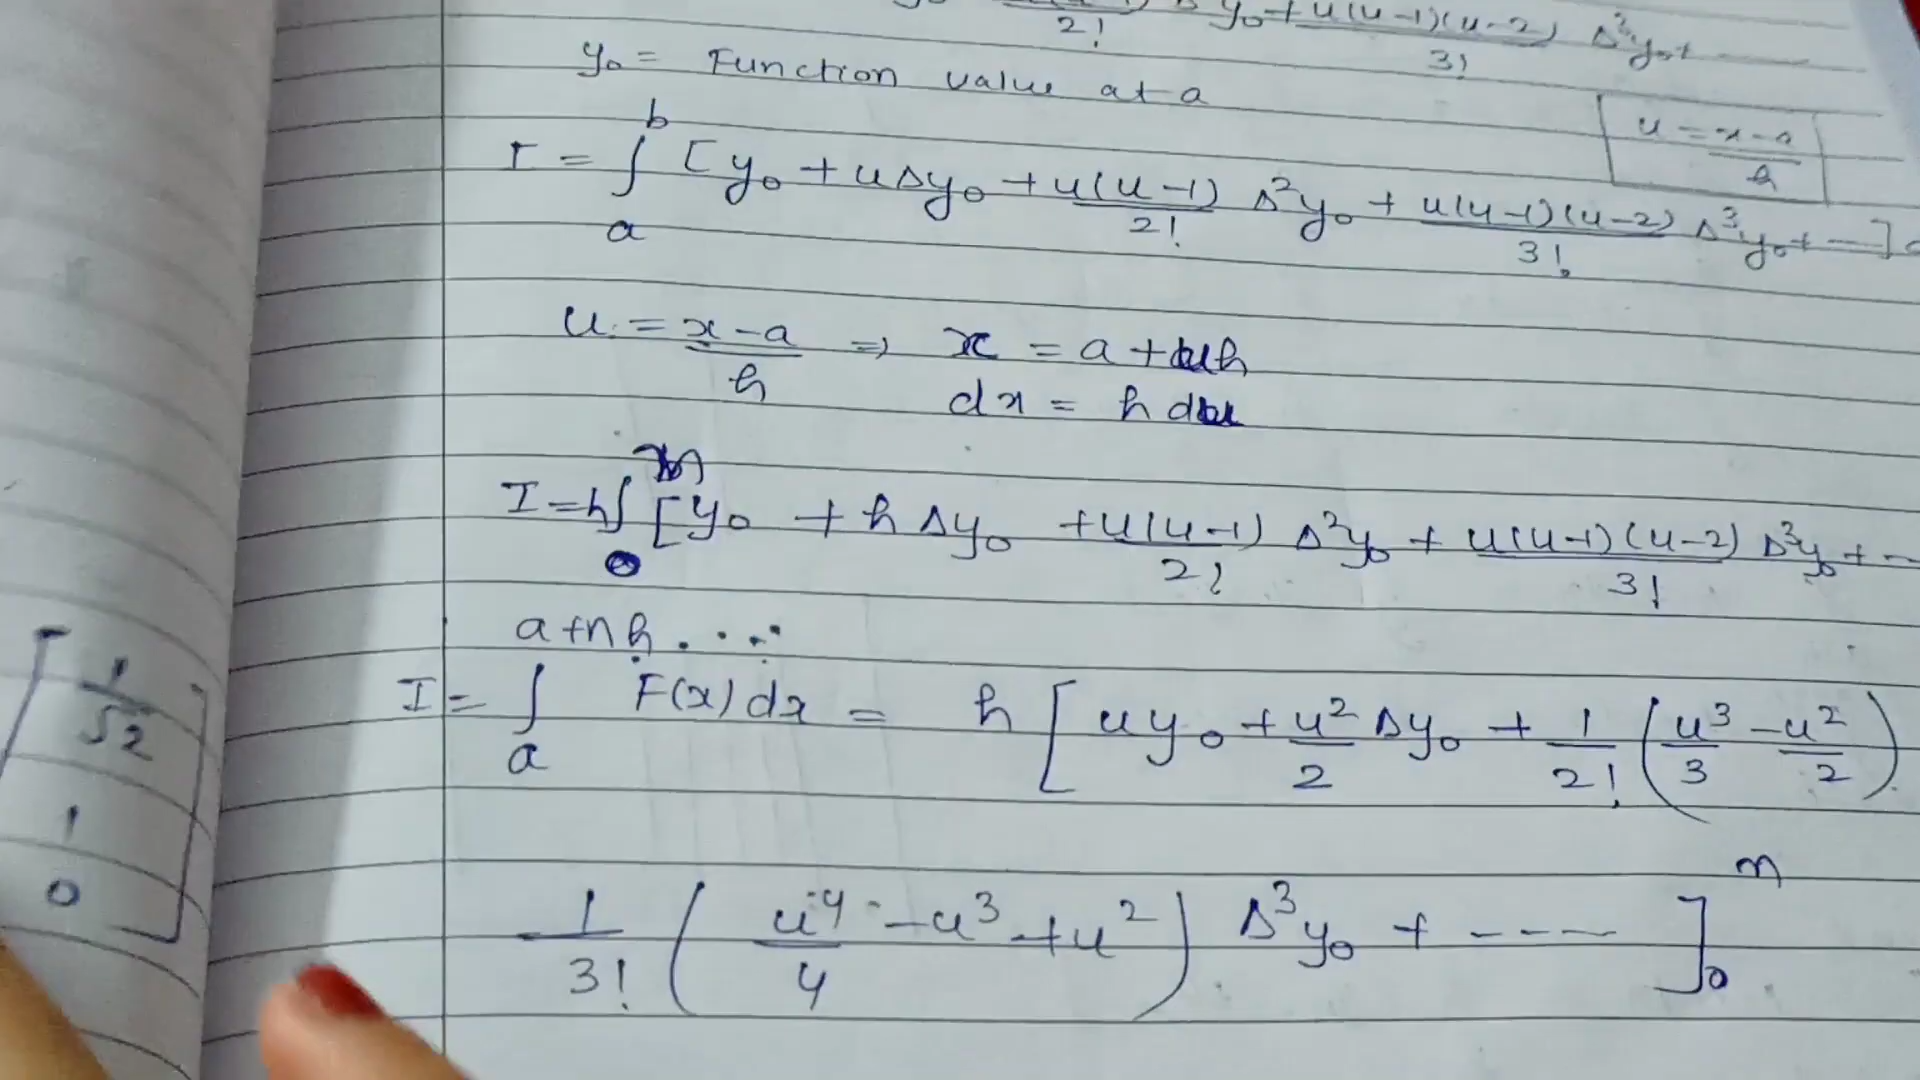 2! y₀ + u(u-1)(u-2)/3! Δ³y₀ + ----
y₀ = Function value at a
u = x-a/h
I = ∫ₐᵇ [y₀ + uΔy₀ + u(u-1)/2! Δ²y₀ + u(u-1)(u-2)/3! Δ³y₀ + ---]
u = x-a/h ⇒ x = a+uh
dx = h du
I = h∫₀ⁿ [y₀ + hΔy₀ + u(u-1)/2! Δ²y₀ + u(u-1)(u-2)/3! Δ³y₀ + --
I = ∫ₐᵃ⁺ⁿʰ F(x)dx = h [uy₀ + u²/2 Δy₀ + 1/2! (u³/3 - u²/2)
1/3! (u⁴/4 - u³ + u²) Δ³y₀ + ----]₀ⁿ
1/√2
1
0